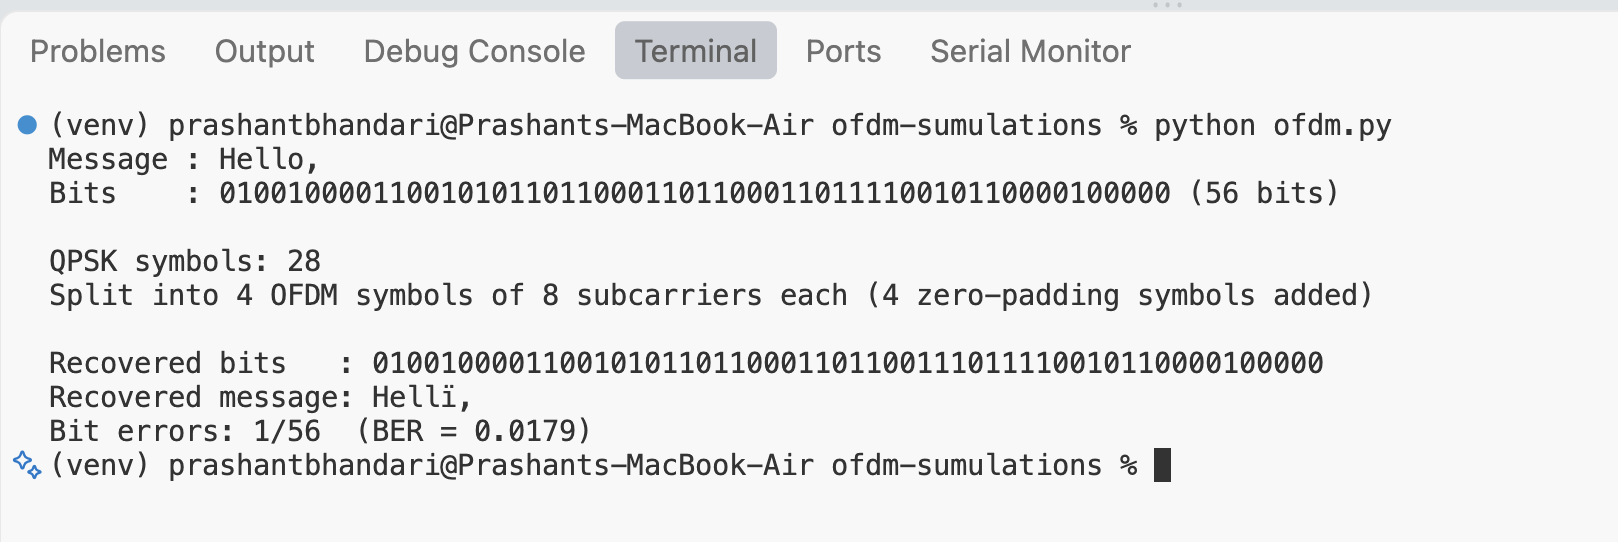 Problems Output Debug Console Terminal Ports Serial Monitor
(venv) prashantbhandari@Prashants-MacBook-Air ofdm-sumulations % python ofdm.py
Message : Hello,
Bits    : 01001000011001010110110001101100011011110010110000100000 (56 bits)
QPSK symbols: 28
Split into 4 OFDM symbols of 8 subcarriers each (4 zero-padding symbols added)
Recovered bits   : 01001000011001010110110001101100111011110010110000100000
Recovered message: Hellï,
Bit errors: 1/56  (BER = 0.0179)
(venv) prashantbhandari@Prashants-MacBook-Air ofdm-sumulations %